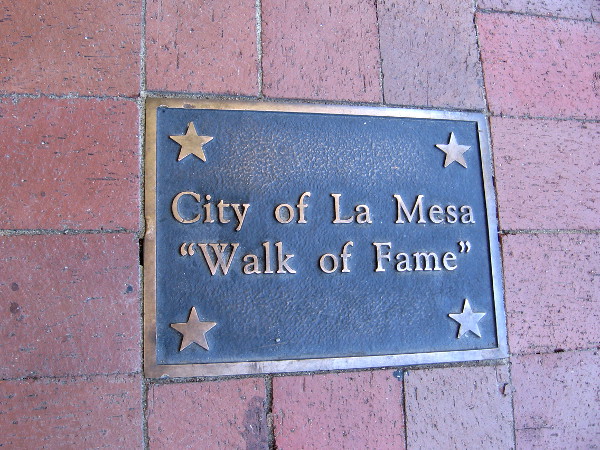 City of La Mesa
“Walk of Fame”